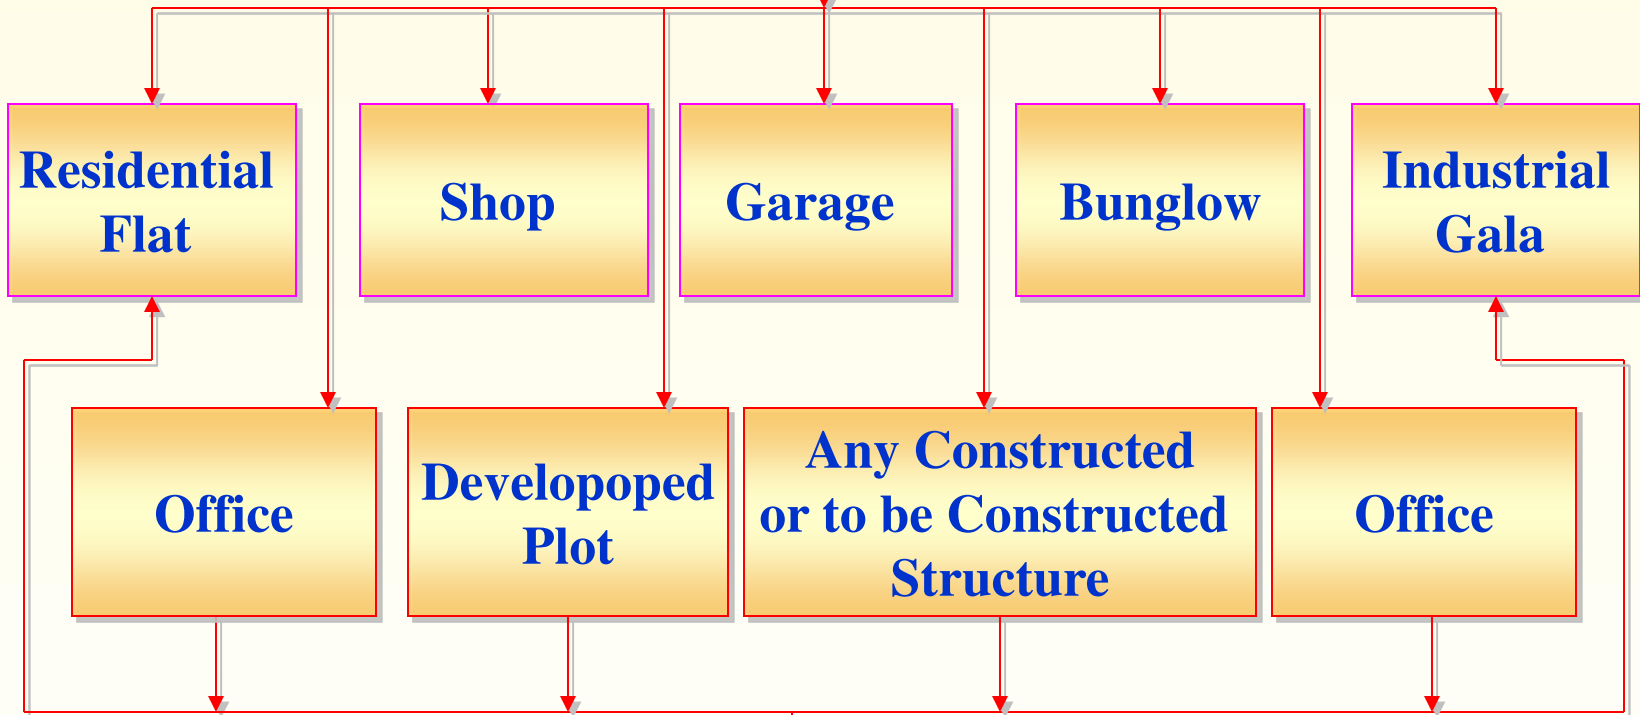 Residential
Flat
Shop
Garage
Bunglow
Industrial
Gala
Office
Developoped
Plot
Any Constructed
or to be Constructed
Structure
Office